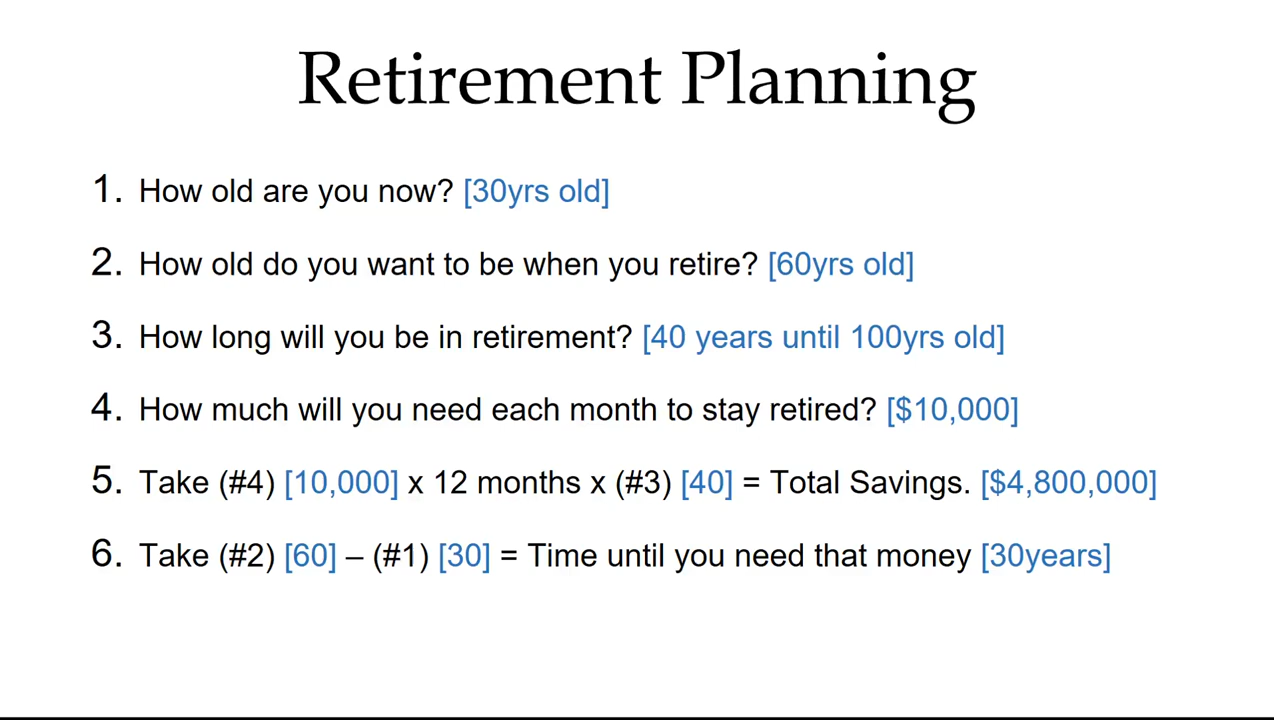 Retirement Planning
1. How old are you now? [30yrs old]
2. How old do you want to be when you retire? [60yrs old]
3. How long will you be in retirement? [40 years until 100yrs old]
4. How much will you need each month to stay retired? [$10,000]
5. Take (#4) [10,000] x 12 months x (#3) [40] = Total Savings. [$4,800,000]
6. Take (#2) [60] – (#1) [30] = Time until you need that money [30years]